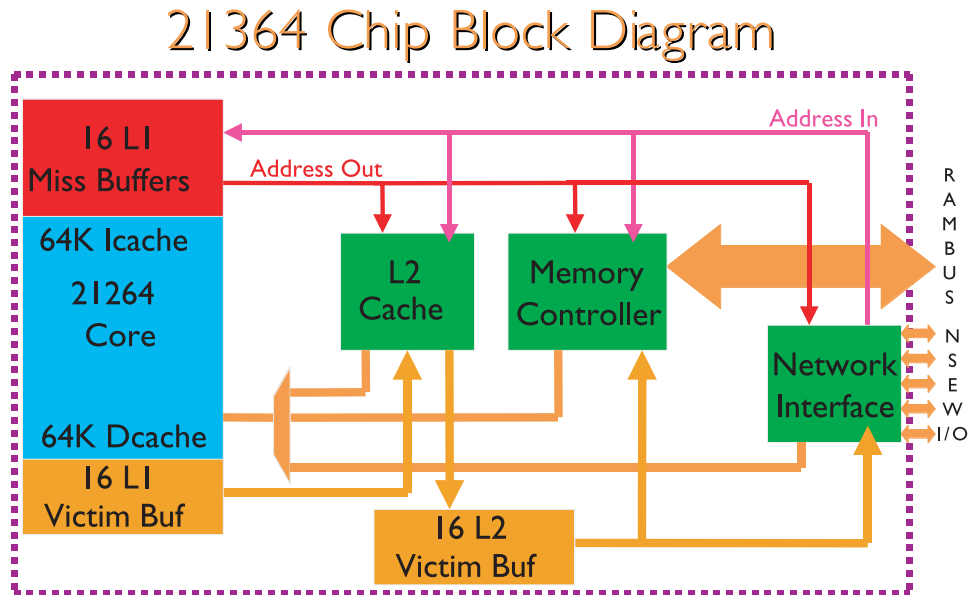 21364 Chip Block Diagram
16 L1
Miss Buffers
Address In
Address Out
64K Icache
21264
Core
64K Dcache
16 L1
Victim Buf
L2
Cache
Memory
Controller
Network
Interface
16 L2
Victim Buf
RAMBUS
N
S
E
W
I/O